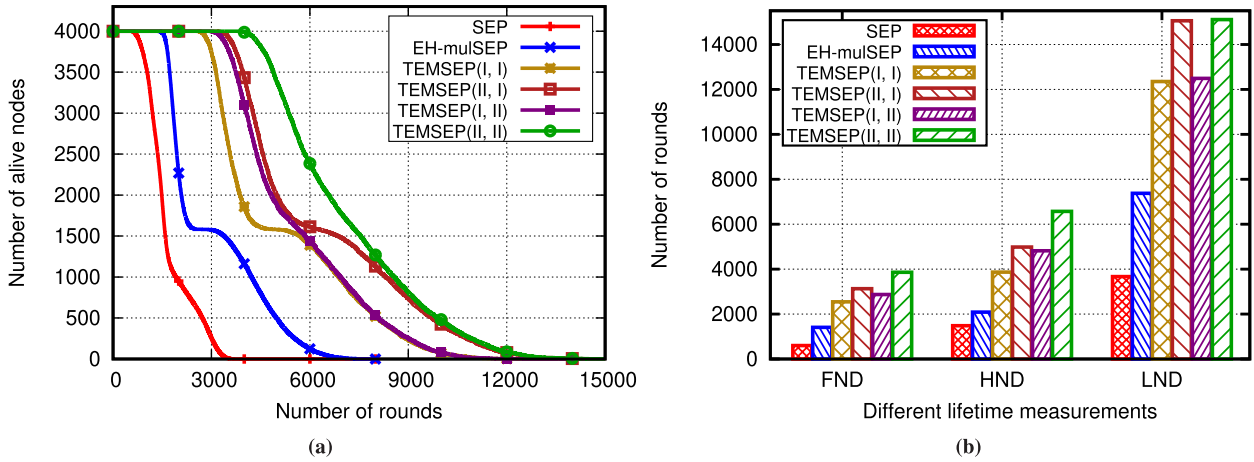 4000
3500
3000
2500
2000
1500
1000
500
0
Number of alive nodes
SEP
EH-mulSEP
TEMSEP(I, I)
TEMSEP(II, I)
TEMSEP(I, II)
TEMSEP(II, II)
0 3000 6000 9000 12000 15000
Number of rounds
(a)
14000
12000
10000
8000
6000
4000
2000
0
Number of rounds
SEP
EH-mulSEP
TEMSEP(I, I)
TEMSEP(II, I)
TEMSEP(I, II)
TEMSEP(II, II)
FND HND LND
Different lifetime measurements
(b)